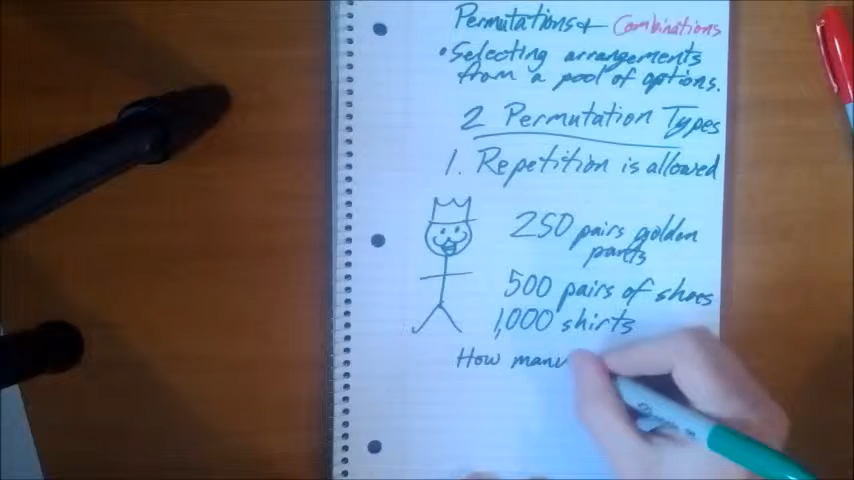 Permutations + Combinations
• Selecting arrangements
from a pool of options.
2 Permutation Types
1. Repetition is allowed
250 pairs golden
pants
500 pairs of shoes
1,000 shirts
How many